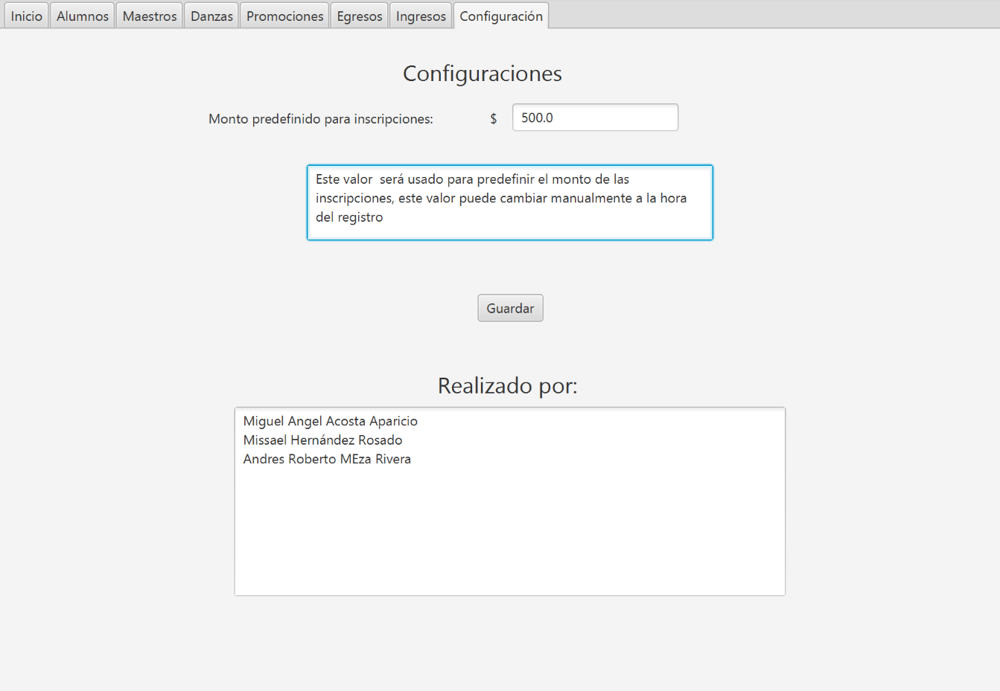 Inicio Alumnos Maestros Danzas Promociones Egresos Ingresos Configuración
Configuraciones
Monto predefinido para inscripciones: $ 500.0
Este valor  será usado para predefinir el monto de las
inscripciones, este valor puede cambiar manualmente a la hora
del registro
Guardar
Realizado por:
Miguel Angel Acosta Aparicio
Missael Hernández Rosado
Andres Roberto MEza Rivera